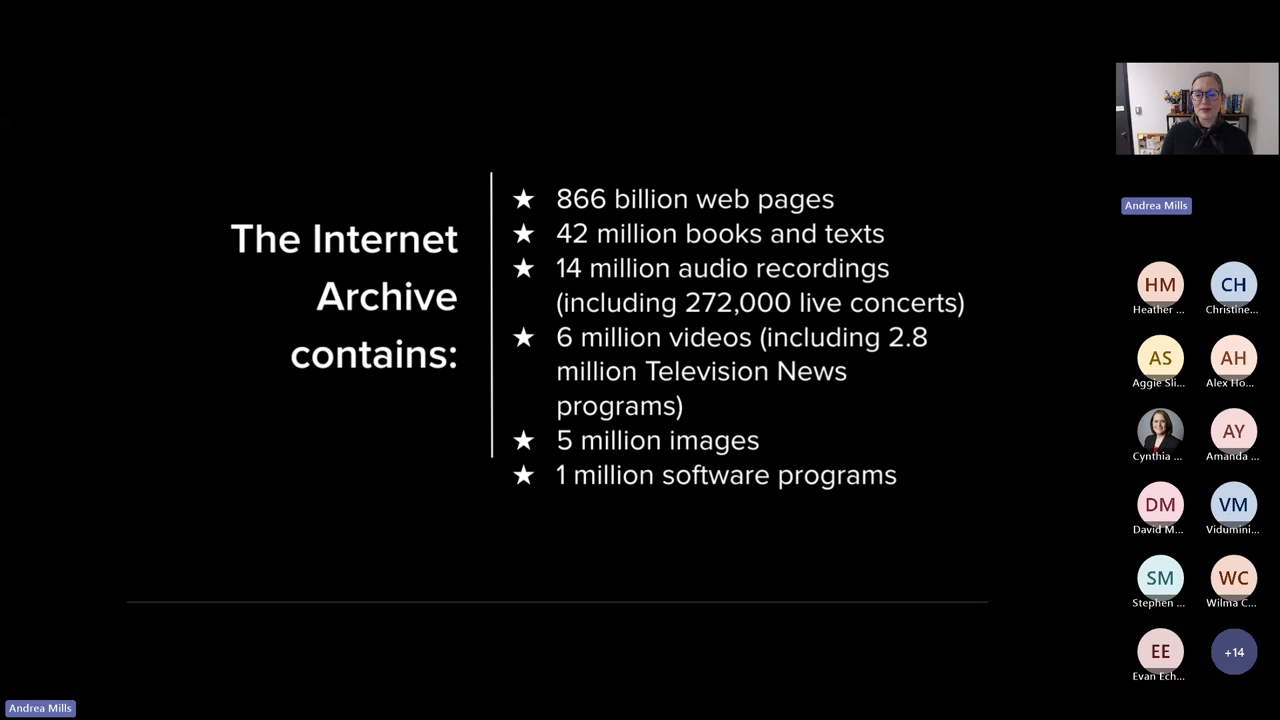 The Internet
Archive
contains:
★ 866 billion web pages
★ 42 million books and texts
★ 14 million audio recordings
(including 272,000 live concerts)
★ 6 million videos (including 2.8
million Television News
programs)
★ 5 million images
★ 1 million software programs
Andrea Mills
HM
CH
Heather ...
Christine...
AS
AH
Aggie Sli...
Alex Ho...
AY
Cynthia ...
Amanda ...
DM
VM
David M...
Vidumini...
SM
WC
Stephen ...
Wilma C...
EE
+14
Evan Ech...
Andrea Mills